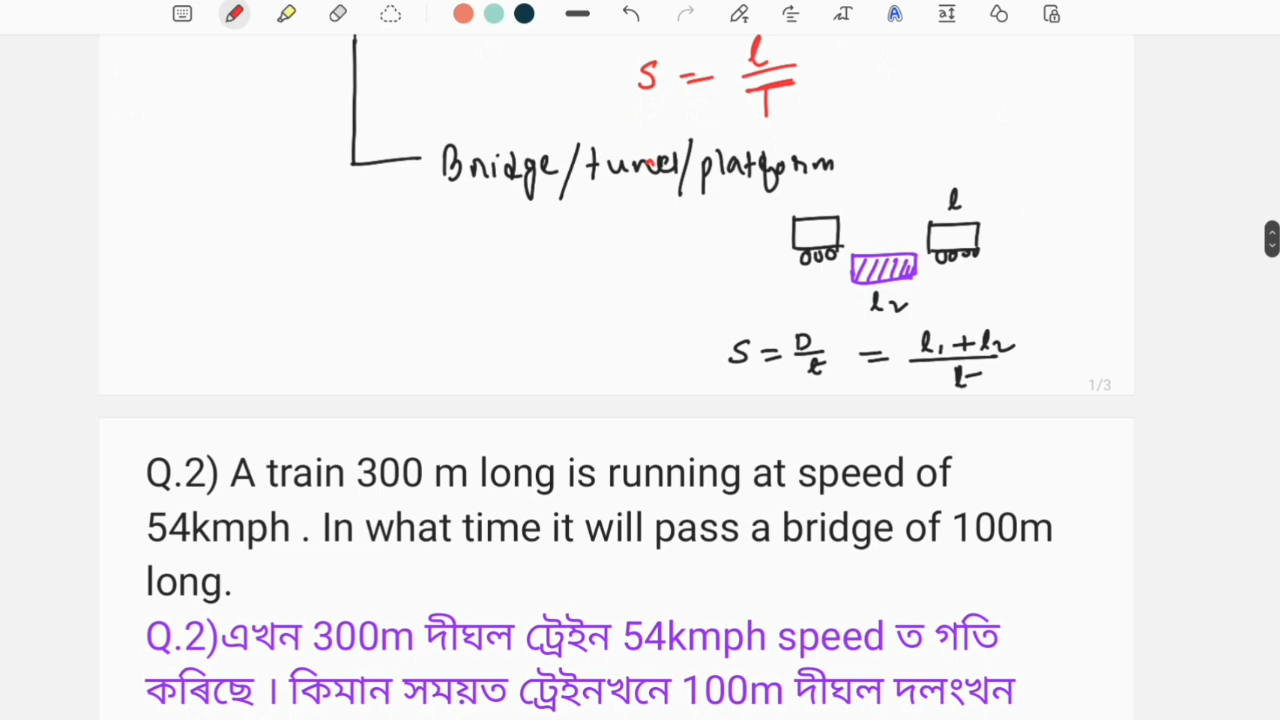 S = l/T
Bridge/tunnel/platform
l
l2
S = D/t = l1+l2/t
1/3
Q.2) A train 300 m long is running at speed of
54kmph . In what time it will pass a bridge of 100m
long.
Q.2)এখন 300m দীঘল ট্ৰেইন 54kmph speed ত গতি
কৰিছে । কিমান সময়ত ট্ৰেইনখনে 100m দীঘল দলংখন